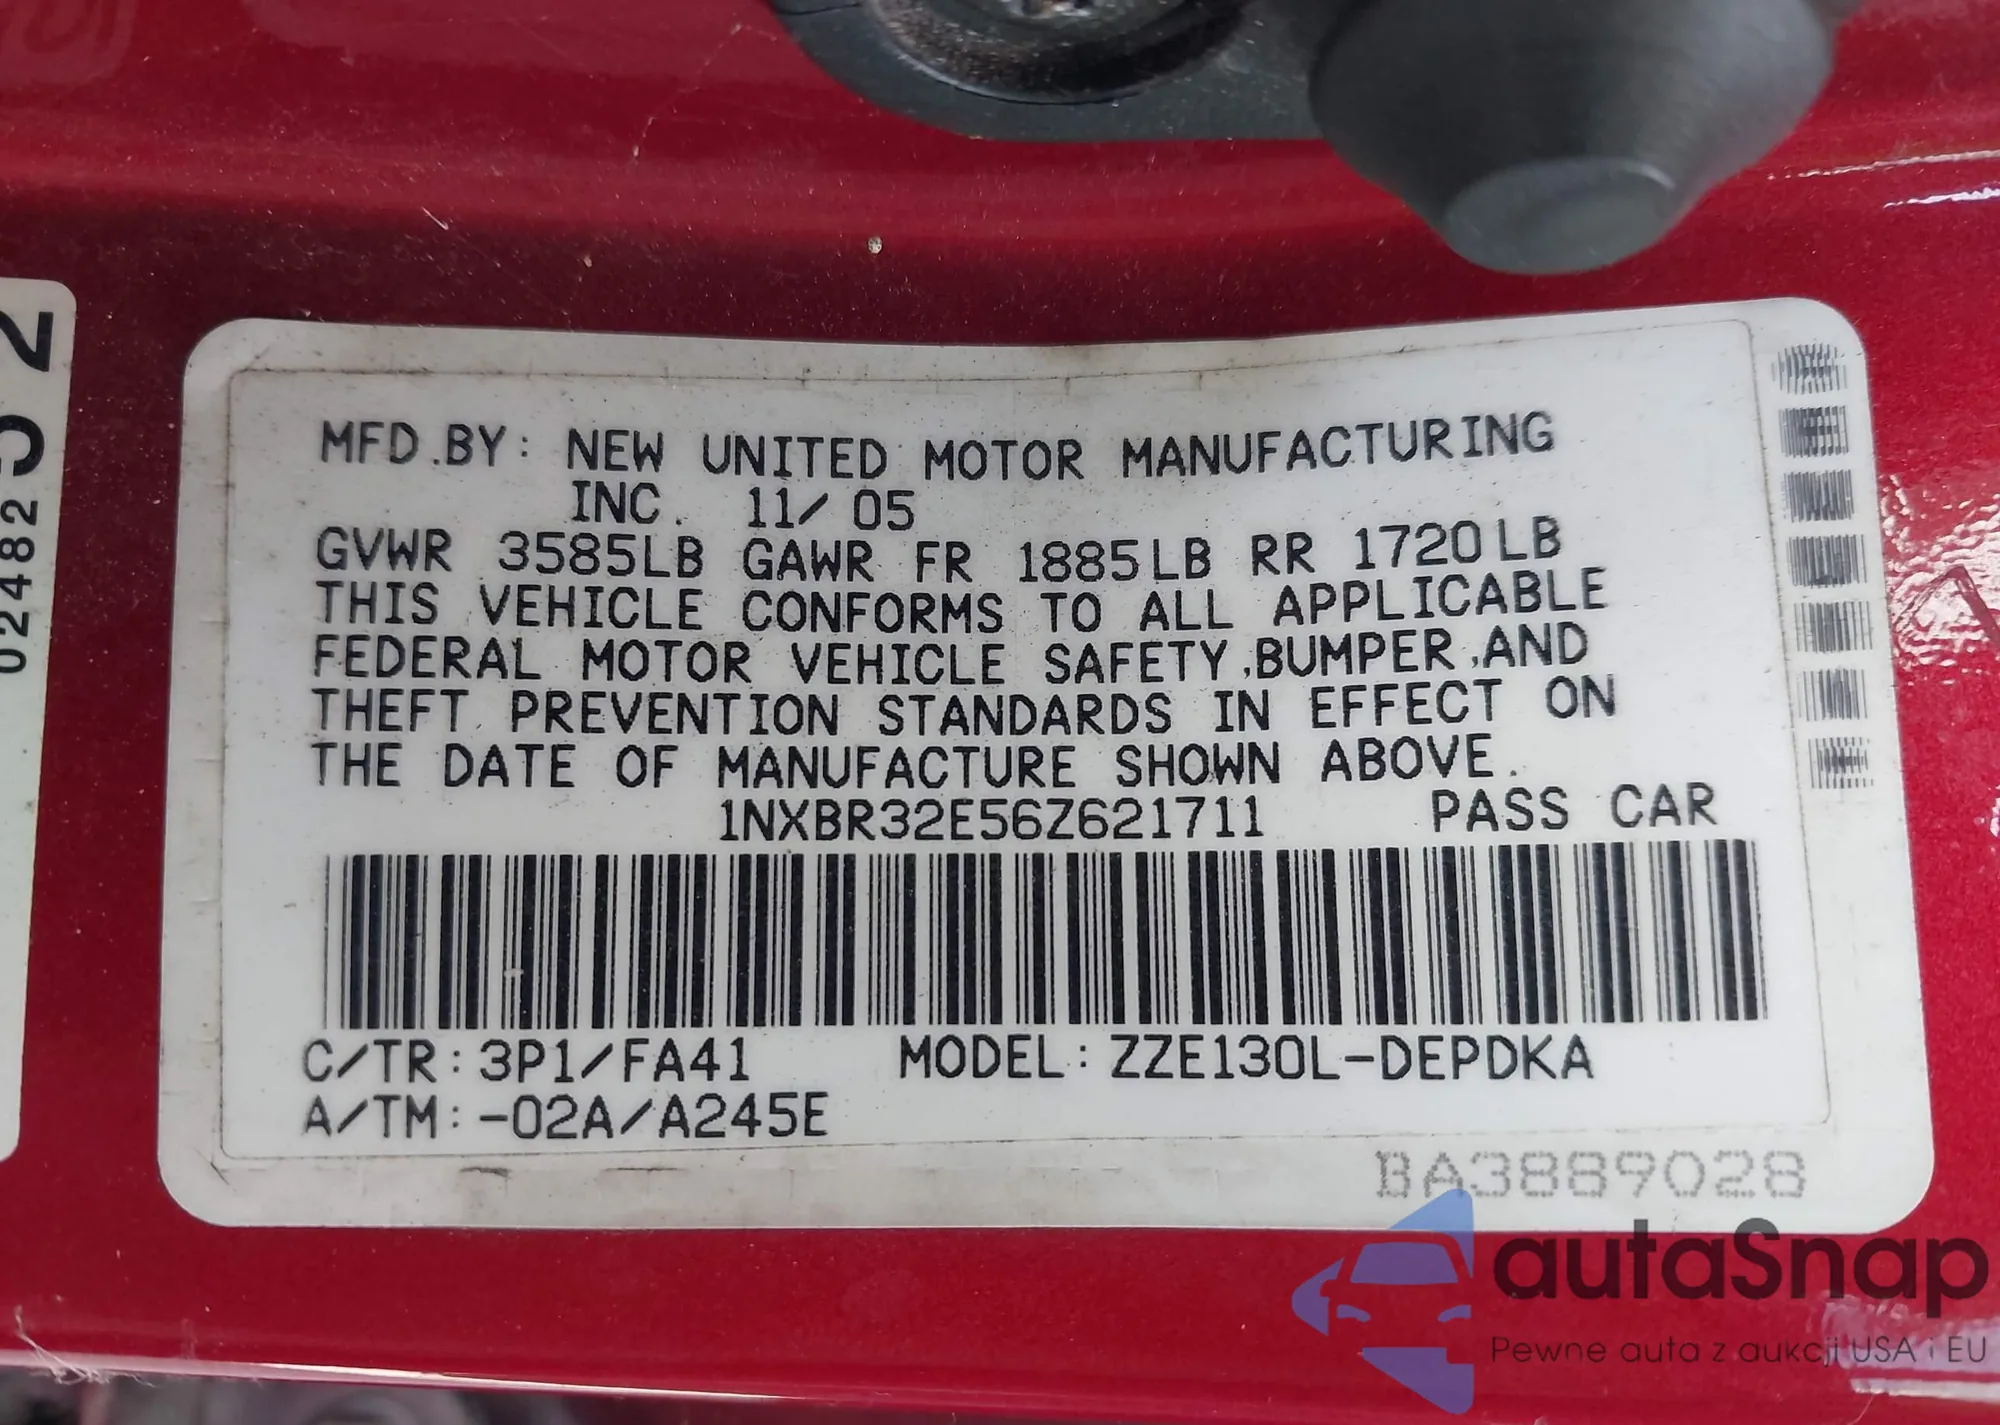 52
02482
MFD.BY: NEW UNITED MOTOR MANUFACTURING
INC. 11/05
GVWR 3585LB GAWR FR 1885LB RR 1720LB
THIS VEHICLE CONFORMS TO ALL APPLICABLE
FEDERAL MOTOR VEHICLE SAFETY,BUMPER,AND
THEFT PREVENTION STANDARDS IN EFFECT ON
THE DATE OF MANUFACTURE SHOWN ABOVE.
1NXBR32E56Z621711 PASS CAR
C/TR: 3P1/FA41 MODEL: ZZE130L-DEPDKA
A/TM: -02A/A245E
BA3889028
autoSnap
Pewne auta z aukcji USA i EU